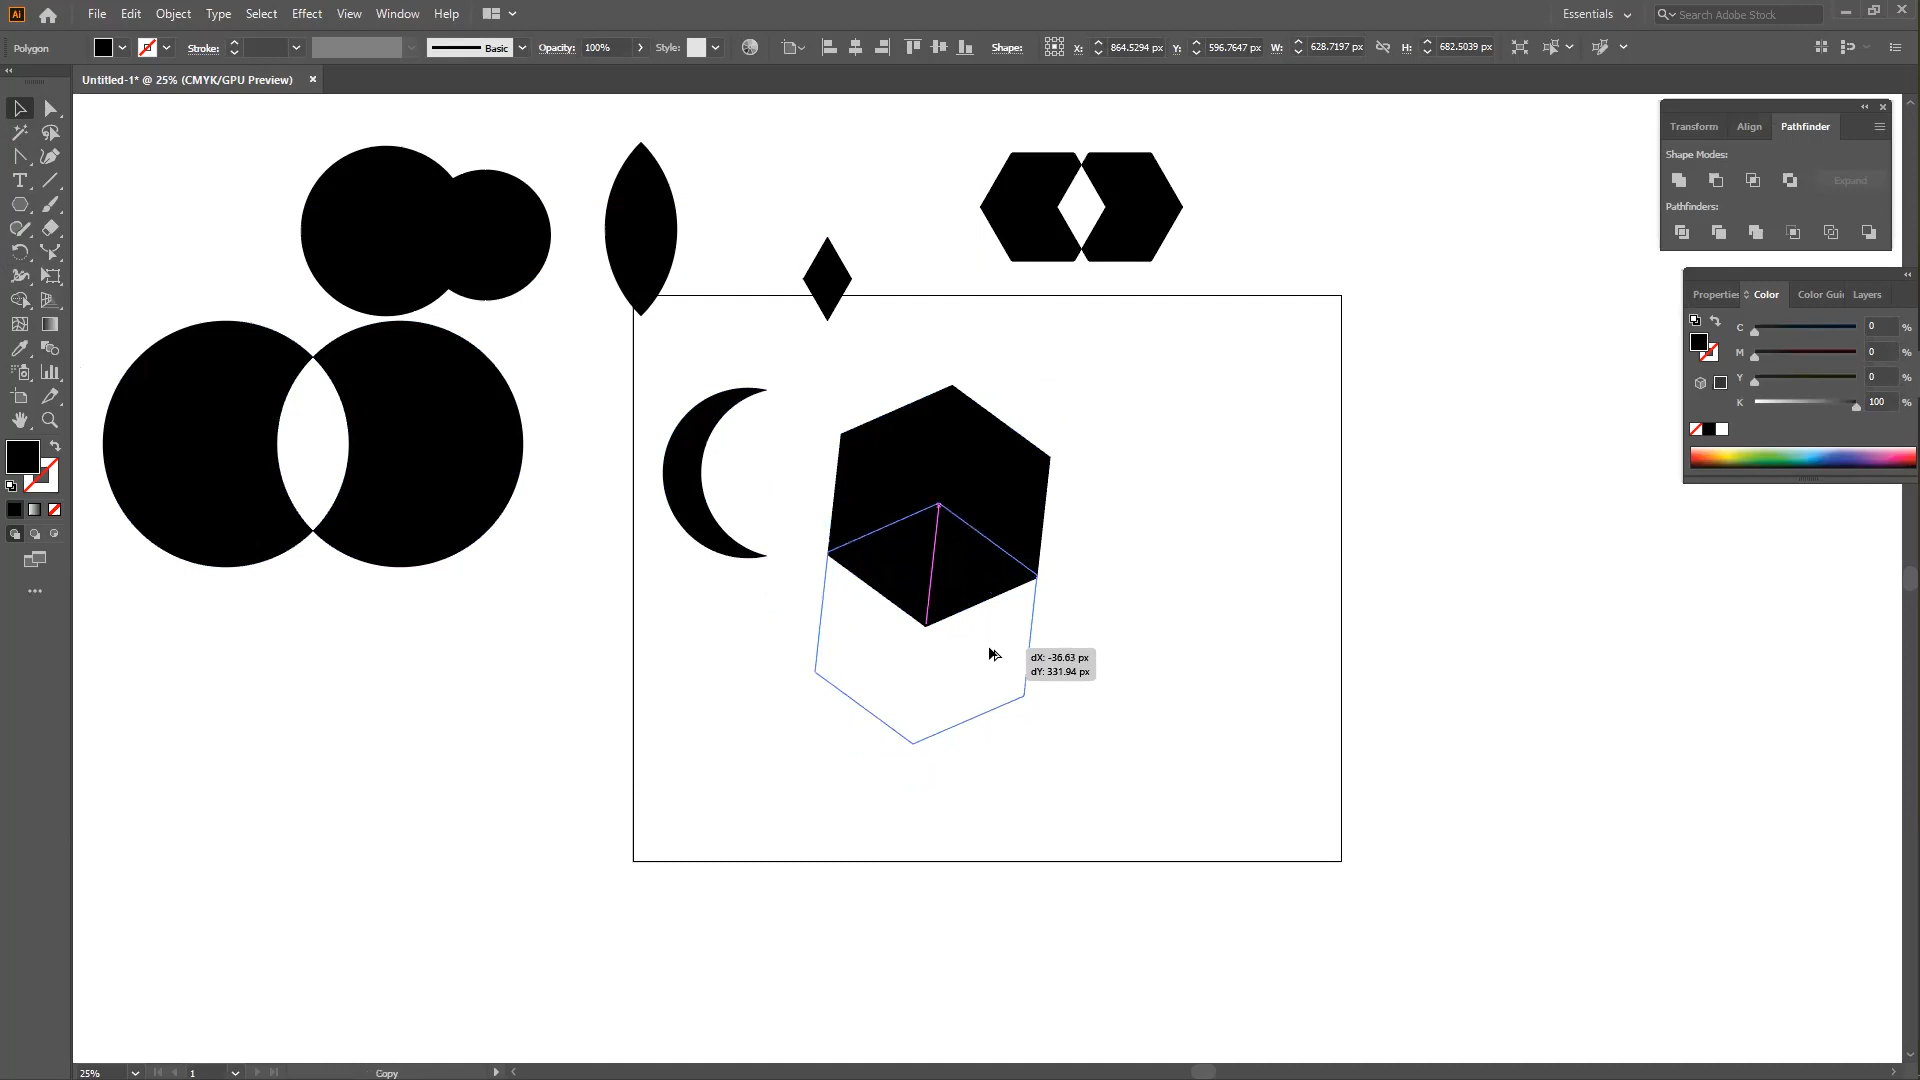 Ai File Edit Object Type Select Effect View Window Help Essentials Search Adobe Stock
Polygon Stroke: Basic Opacity: 100% Style: Shape: X: 864.5294 px Y: 596.7647 px W: 628.7197 px H: 682.5039 px
Untitled-1* @ 25% (CMYK/GPU Preview)
Transform Align Pathfinder
Shape Modes:
Expand
Pathfinders:
Properties Color Color Gui Layers
C 0 %
M 0 %
Y 0 %
K 100 %
dX: -36.63 px
dY: 331.94 px
25% 1 Copy